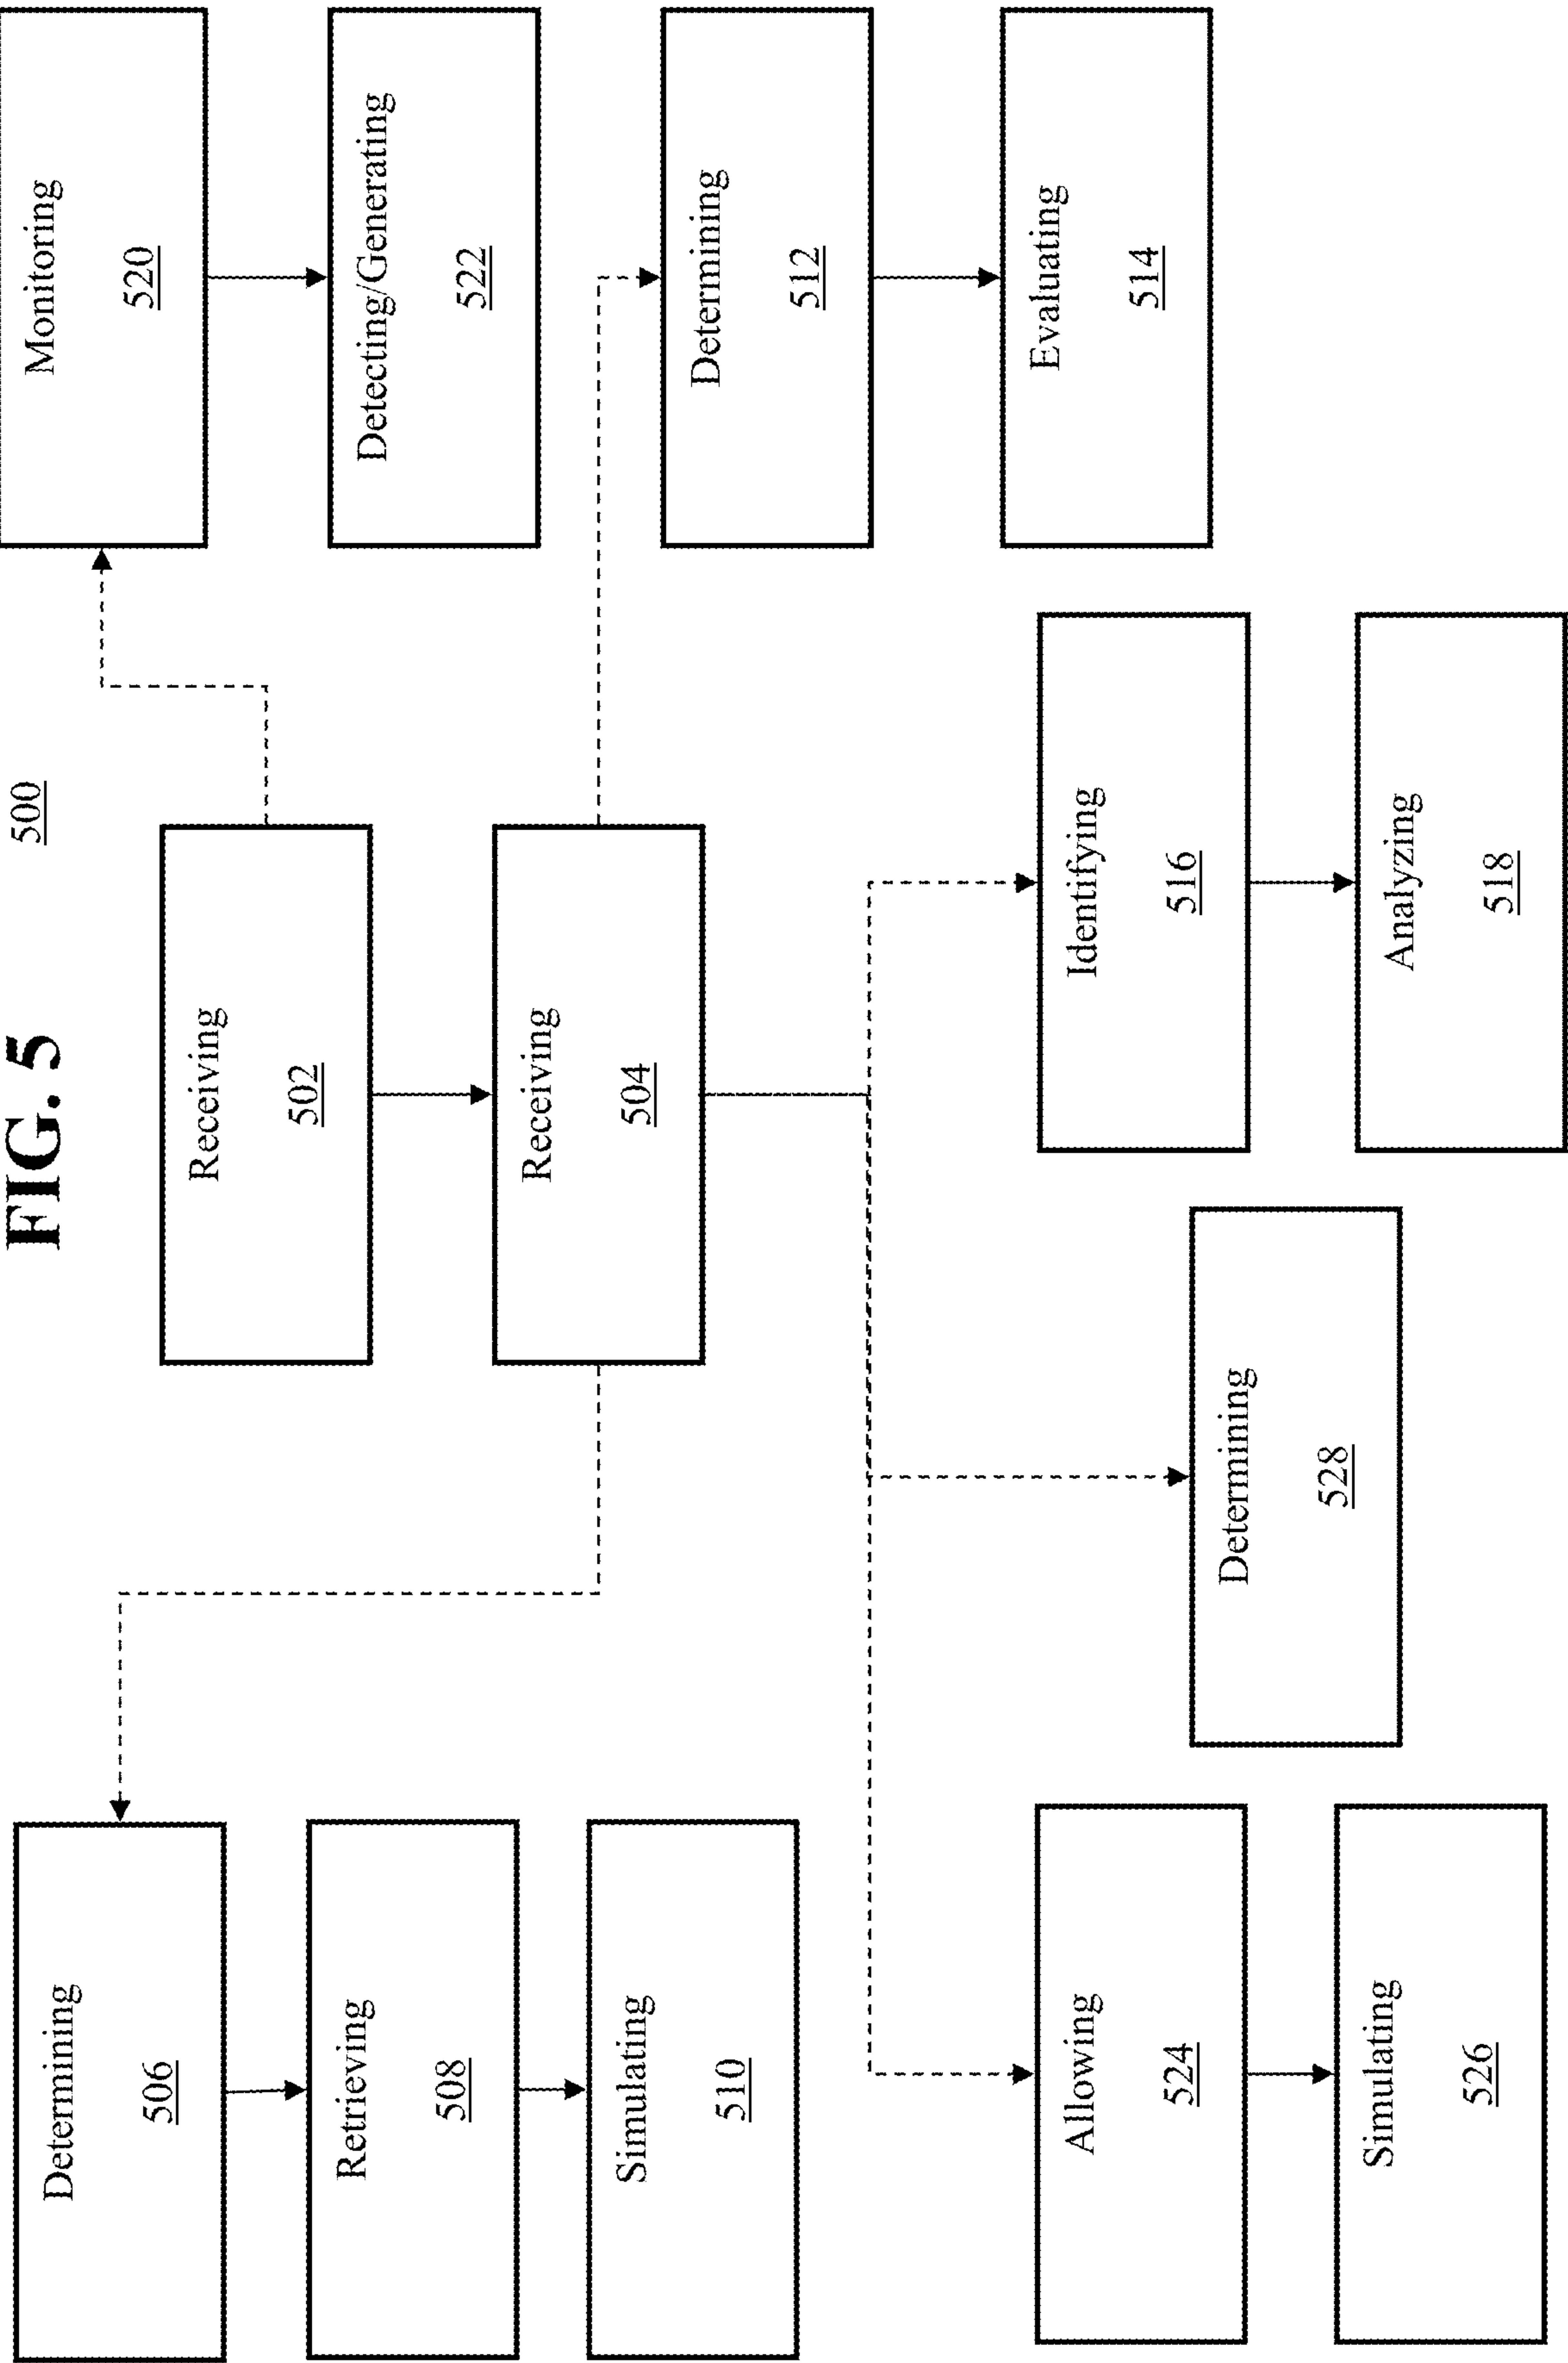 FIG. 5
500
Receiving
502
Receiving
504
Determining
506
Retrieving
508
Simulating
510
Monitoring
520
Detecting/Generating
522
Determining
512
Evaluating
514
Allowing
524
Simulating
526
Determining
528
Identifying
516
Analyzing
518